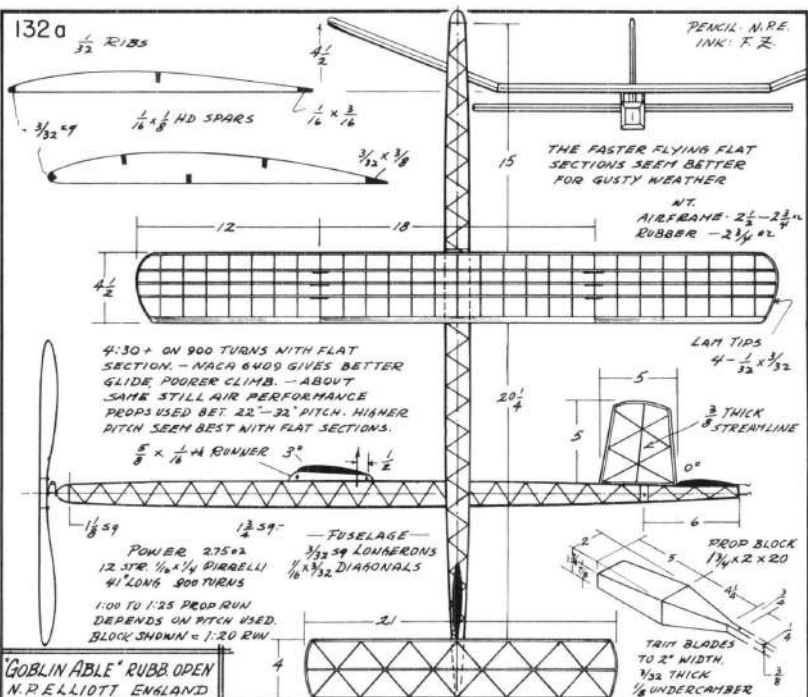 132a
1/32 RIBS
4 1/2
PENCIL: N.P.E.
INK: F.Z.
3/32 sq
1/16 x 1/8 HD SPARS
1/16 x 3/16
3/32 x 3/8
15
THE FASTER FLYING FLAT
SECTIONS SEEM BETTER
FOR GUSTY WEATHER
WT.
AIRFRAME - 2 1/2 - 2 3/4 oz
RUBBER - 2 3/4 oz
12
18
4 1/2
LAM TIPS
4 - 1/32 x 3/32
4:30 + ON 900 TURNS WITH FLAT
SECTION. - NACA 6409 GIVES BETTER
GLIDE, POORER CLIMB. - ABOUT
SAME STILL AIR PERFORMANCE
PROPS USED BET. 22" - 32" PITCH. HIGHER
PITCH SEEM BEST WITH FLAT SECTIONS.
20 1/4
5
5
3/8 THICK
STREAMLINE
5/8 x 1/16 RUNNER
3°
1/2
0°
1 1/8 sq
1 3/4 sq.
6
POWER 2.75 oz
12 STR. 1/16 x 1/4 PIRRELLI
41" LONG 900 TURNS
- FUSELAGE -
3/32 sq LONGERONS
1/16 x 3/32 DIAGONALS
1:00 TO 1:25 PROP RUN
DEPENDS ON PITCH USED.
BLOCK SHOWN = 1:20 RUN
PROP BLOCK
1 3/4 x 2 x 20
2
5
4 1/4
3/4
1/4
3/8
21
4
TRIM BLADES
TO 2" WIDTH.
3/32 THICK
1/8 UNDERCAMBER
"GOBLIN ABLE" RUBB. OPEN
N.P. ELLIOTT ENGLAND